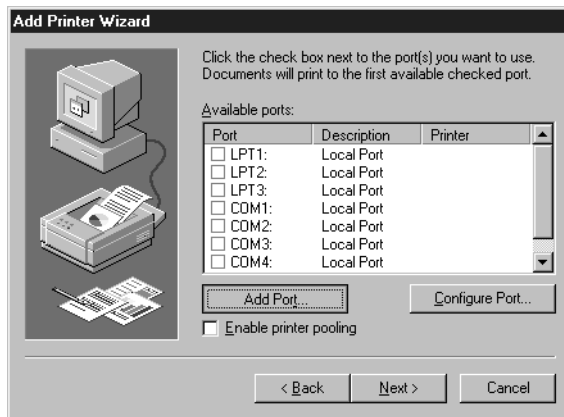 Add Printer Wizard
Click the check box next to the port(s) you want to use.
Documents will print to the first available checked port.
Available ports:
Port Description Printer
LPT1: Local Port
LPT2: Local Port
LPT3: Local Port
COM1: Local Port
COM2: Local Port
COM3: Local Port
COM4: Local Port
Add Port... Configure Port...
Enable printer pooling
< Back Next > Cancel